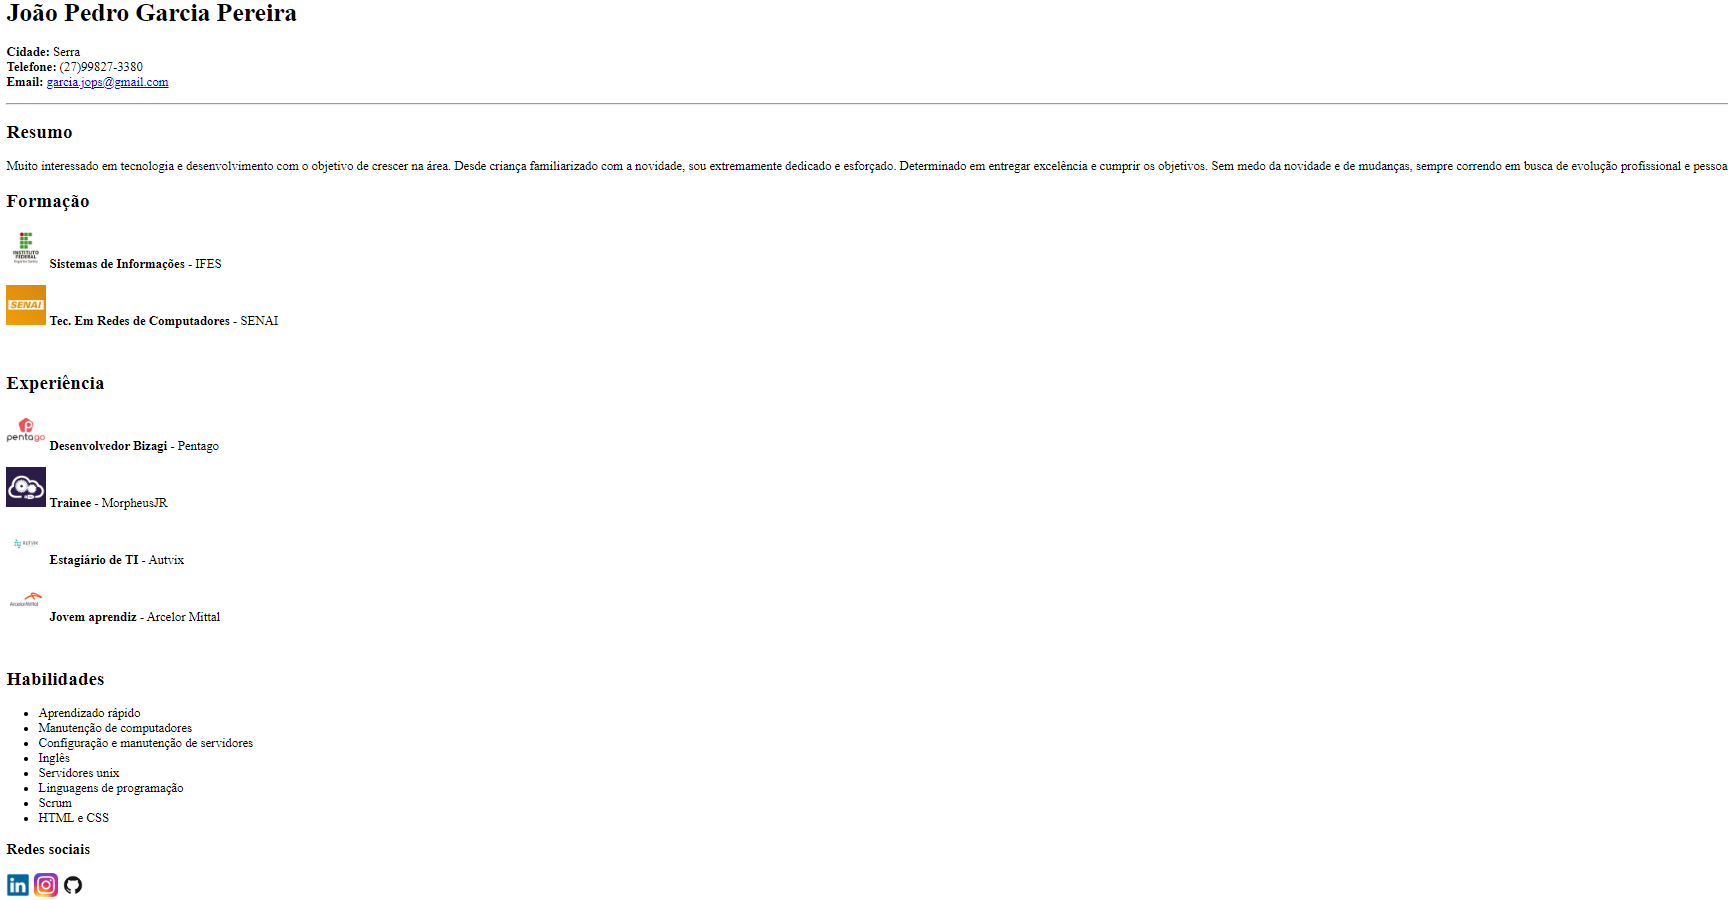 João Pedro Garcia Pereira
Cidade: Serra
Telefone: (27)99827-3380
Email: garcia.jops@gmail.com
Resumo
Muito interessado em tecnologia e desenvolvimento com o objetivo de crescer na área. Desde criança familiarizado com a novidade, sou extremamente dedicado e esforçado. Determinado em entregar excelência e cumprir os objetivos. Sem medo da novidade e de mudanças, sempre correndo em busca de evolução profissional e pessoa
Formação
INSTITUTO
FEDERAL
Espírito Santo
Sistemas de Informações - IFES
SENAI
Tec. Em Redes de Computadores - SENAI
Experiência
pentago
Desenvolvedor Bizagi - Pentago
Trainee - MorpheusJR
AUTVIX
Estagiário de TI - Autvix
ArcelorMittal
Jovem aprendiz - Arcelor Mittal
Habilidades
Aprendizado rápido
Manutenção de computadores
Configuração e manutenção de servidores
Inglês
Servidores unix
Linguagens de programação
Scrum
HTML e CSS
Redes sociais
in